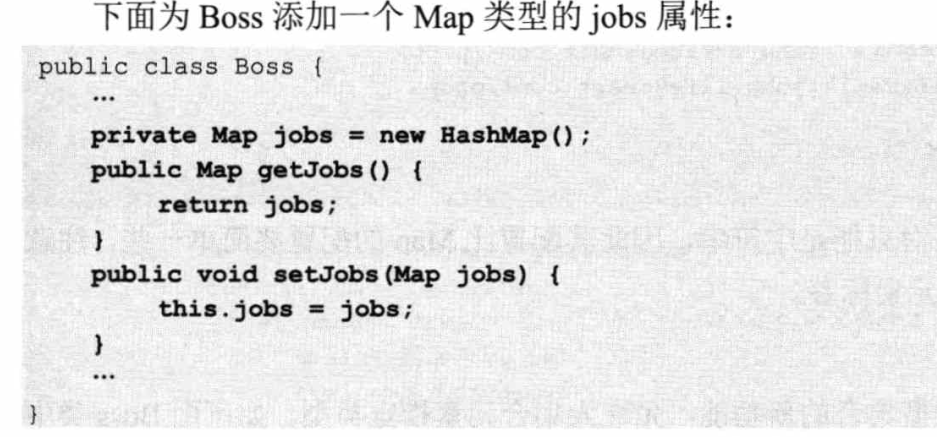 下面为 Boss 添加一个 Map 类型的 jobs 属性：
public class Boss {
…
private Map jobs = new HashMap();
public Map getJobs() {
return jobs;
}
public void setJobs(Map jobs) {
this.jobs = jobs;
}
…
}